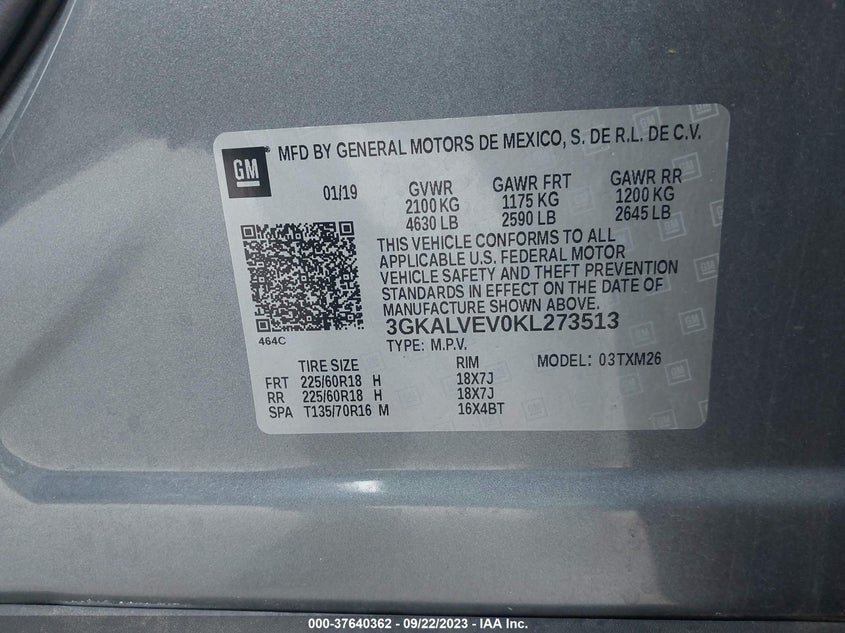 GM
MFD BY GENERAL MOTORS DE MEXICO, S. DE R.L. DE C.V.
01/19 GVWR GAWR FRT GAWR RR
2100 KG 1175 KG 1200 KG
4630 LB 2590 LB 2645 LB
THIS VEHICLE CONFORMS TO ALL
APPLICABLE U.S. FEDERAL MOTOR
VEHICLE SAFETY AND THEFT PREVENTION
STANDARDS IN EFFECT ON THE DATE OF
MANUFACTURE SHOWN ABOVE.
3GKALVEV0KL273513
464C
TYPE: M.P.V.
TIRE SIZE RIM MODEL: 03TXM26
FRT 225/60R18 H 18X7J
RR 225/60R18 H 18X7J
SPA T135/70R16 M 16X4BT
000-37640362 - 09/22/2023 - IAA Inc.